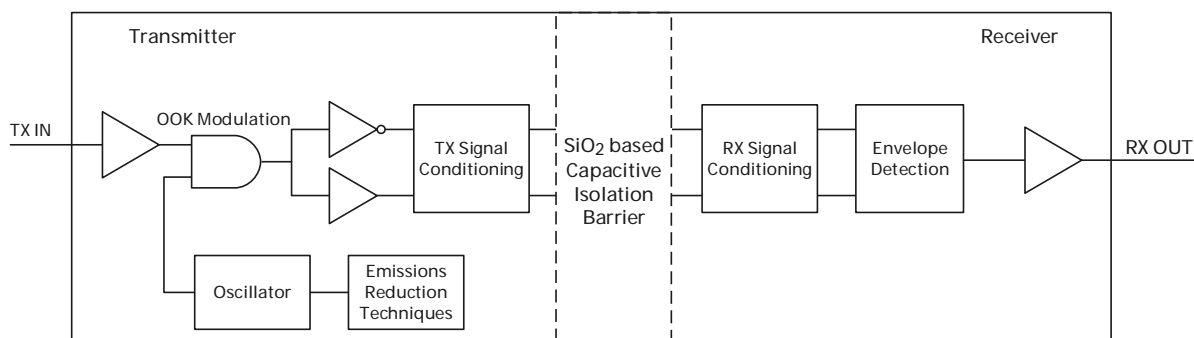 Transmitter
Receiver
OOK Modulation
TX IN
TX Signal
Conditioning
SiO2 based
Capacitive
Isolation
Barrier
RX Signal
Conditioning
Envelope
Detection
RX OUT
Oscillator
Emissions
Reduction
Techniques